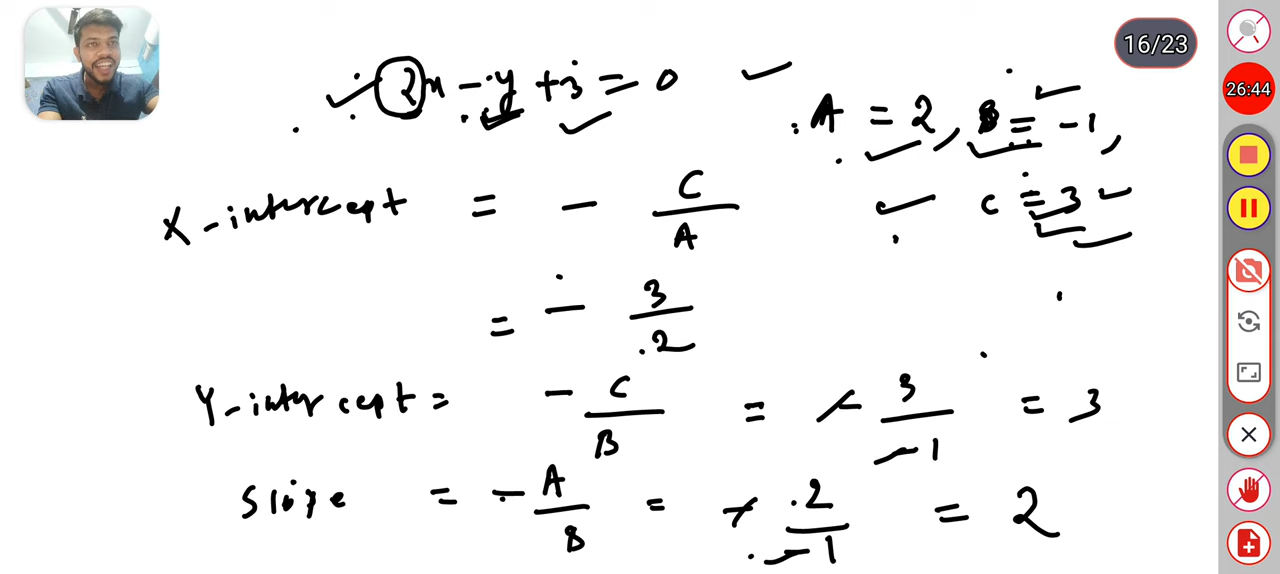 16/23
2x - y + 3 = 0
26:44
A = 2, B = -1,
X-intercept = - C/A
C = 3
= - 3/2
Y-intercept = - C/B = - 3/-1 = 3
Slope = - A/B = - 2/-1 = 2